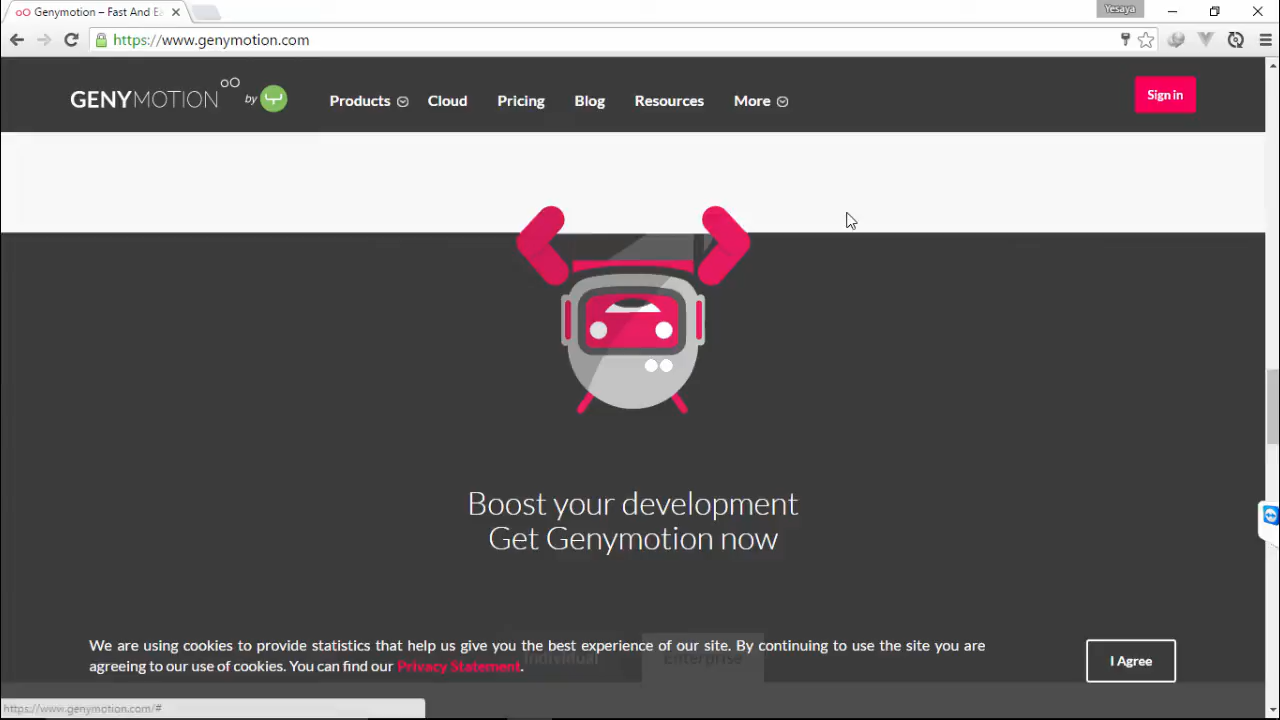 Genymotion – Fast And Ea
Yesaya
https://www.genymotion.com
GENYMOTION by
Products
Cloud
Pricing
Blog
Resources
More
Sign in
Boost your development
Get Genymotion now
Individual
Enterprise
We are using cookies to provide statistics that help us give you the best experience of our site. By continuing to use the site you are
agreeing to our use of cookies. You can find our Privacy Statement.
I Agree
https://www.genymotion.com/#